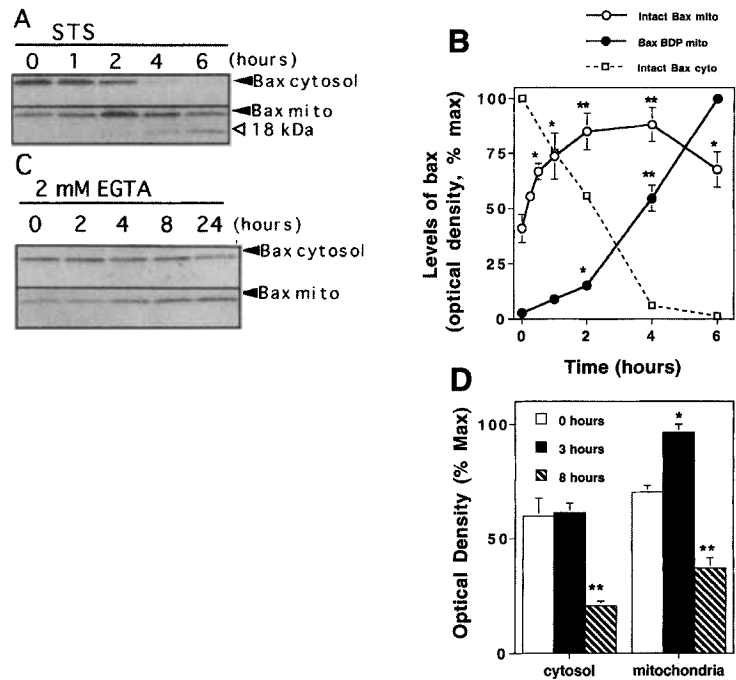 A
STS
0 1 2 4 6 (hours)
Bax cytosol
Bax mito
18 kDa
C
2 mM EGTA
0 2 4 8 24 (hours)
Bax cytosol
Bax mito
Intact Bax mito
Bax BDP mito
Intact Bax cyto
B
Levels of bax
(optical density, % max)
100
75
50
25
0
* * ** ** *
* **
0 2 4 6
Time (hours)
D
Optical Density (% Max)
100
50
0
0 hours
3 hours
8 hours
** * **
cytosol mitochondria